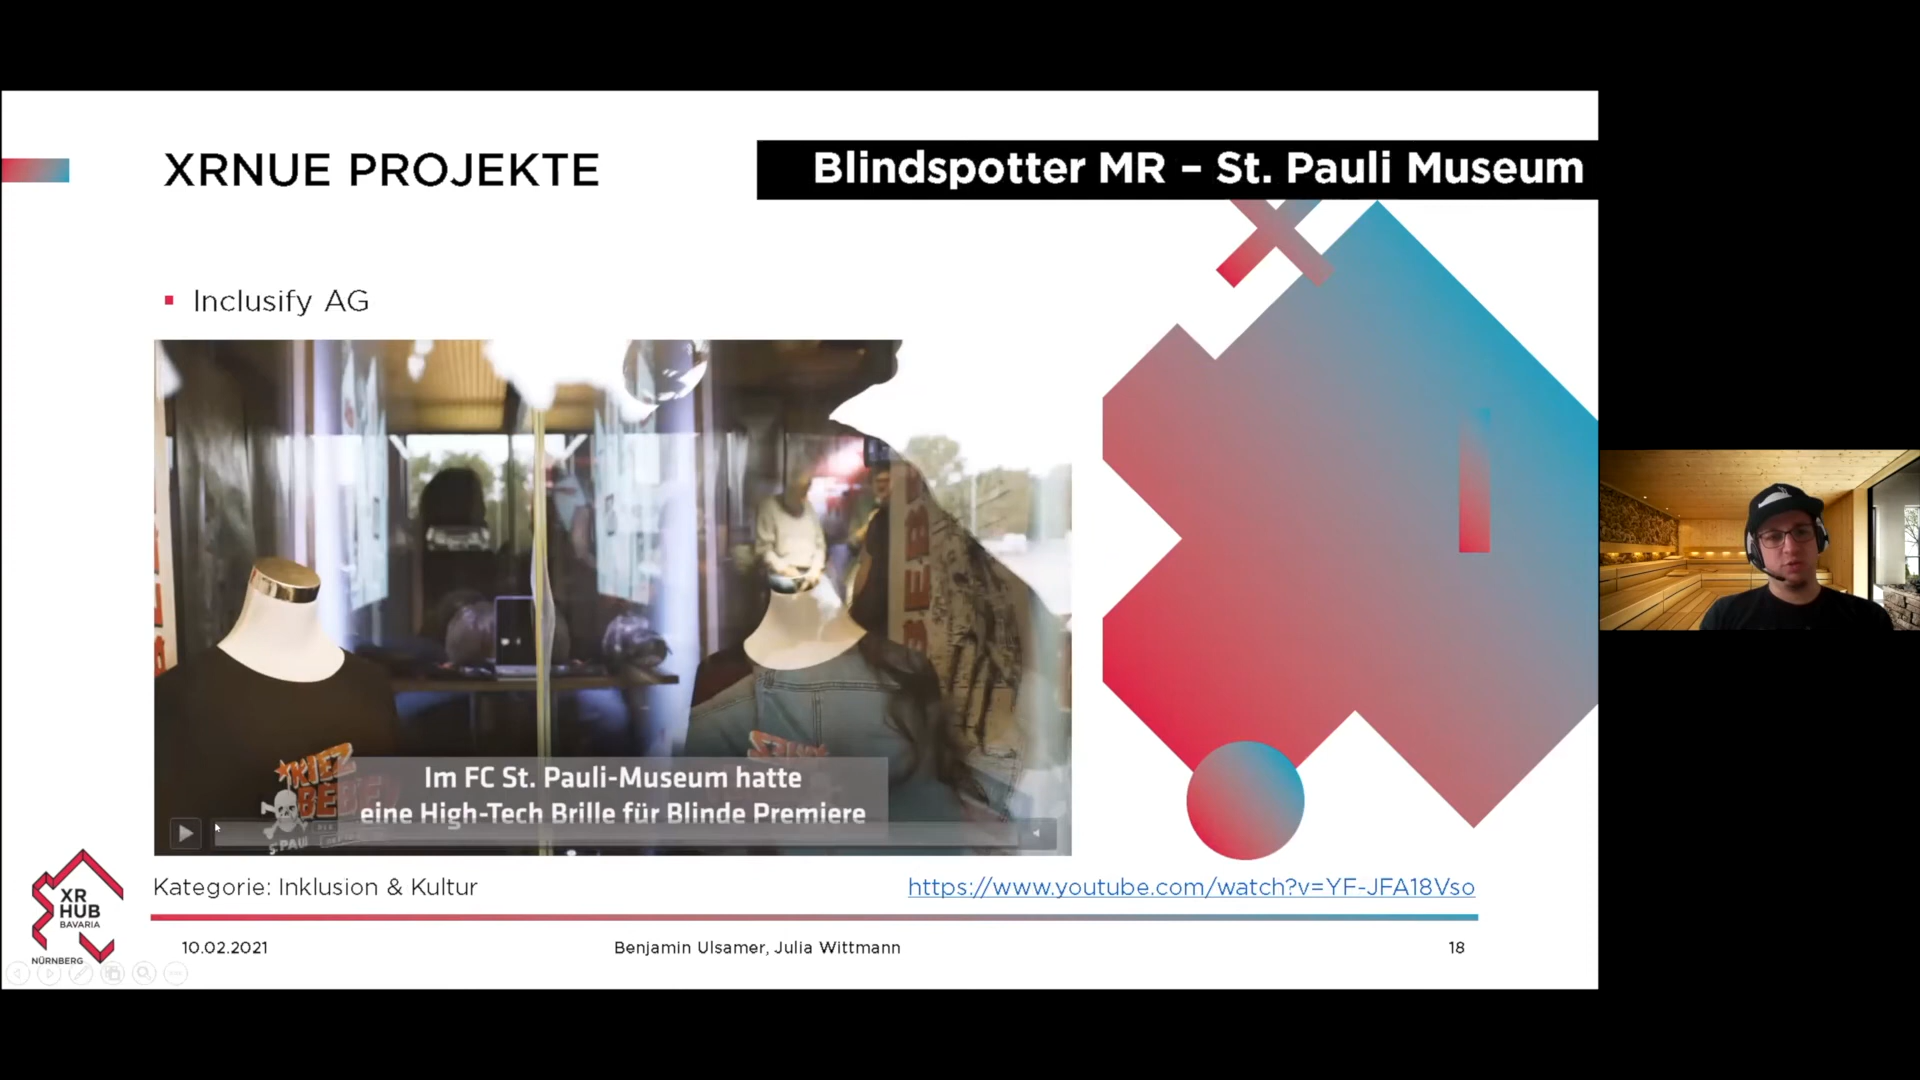 XRNUE PROJEKTE
Blindspotter MR – St. Pauli Museum
Inclusify AG
KIEZ
BEBEN
Im FC St. Pauli-Museum hatte
eine High-Tech Brille für Blinde Premiere
Kategorie: Inklusion & Kultur
https://www.youtube.com/watch?v=YF-JFA18Vso
XR
HUB
BAVARIA
NÜRNBERG
10.02.2021
Benjamin Ulsamer, Julia Wittmann
18